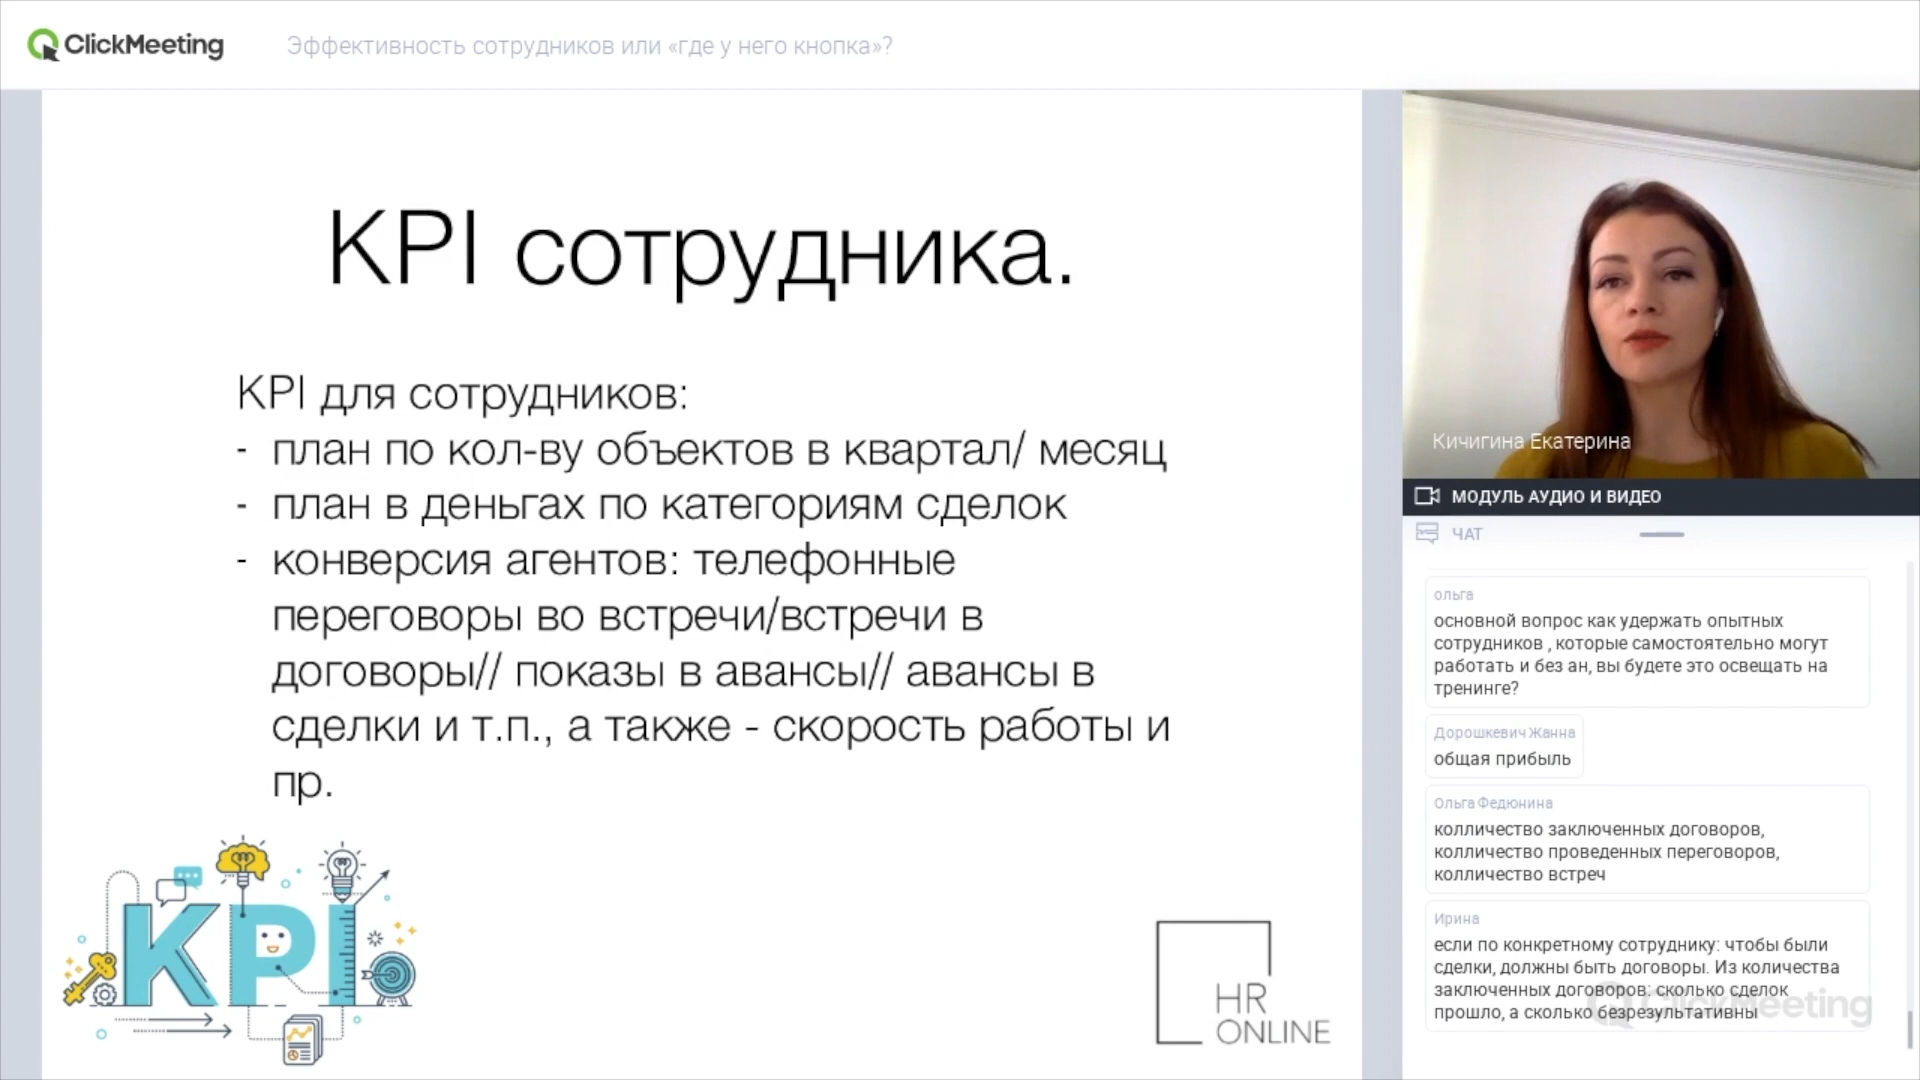 ClickMeeting
Эффективность сотрудников или «где у него кнопка»?
KPI сотрудника.
KPI для сотрудников:
- план по кол-ву объектов в квартал/ месяц
- план в деньгах по категориям сделок
- конверсия агентов: телефонные
переговоры во встречи/встречи в
договоры// показы в авансы// авансы в
сделки и т.п., а также - скорость работы и
пр.
KPI
HR
ONLINE
Кичигина Екатерина
МОДУЛЬ АУДИО И ВИДЕО
ЧАТ
ольга
основной вопрос как удержать опытных
сотрудников , которые самостоятельно могут
работать и без ан, вы будете это освещать на
тренинге?
Дорошкевич Жанна
общая прибыль
Ольга Федюнина
колличество заключенных договоров,
колличество проведенных переговоров,
колличество встреч
Ирина
если по конкретному сотруднику: чтобы были
сделки, должны быть договоры. Из количества
заключенных договоров: сколько сделок
прошло, а сколько безрезультативны
ClickMeeting